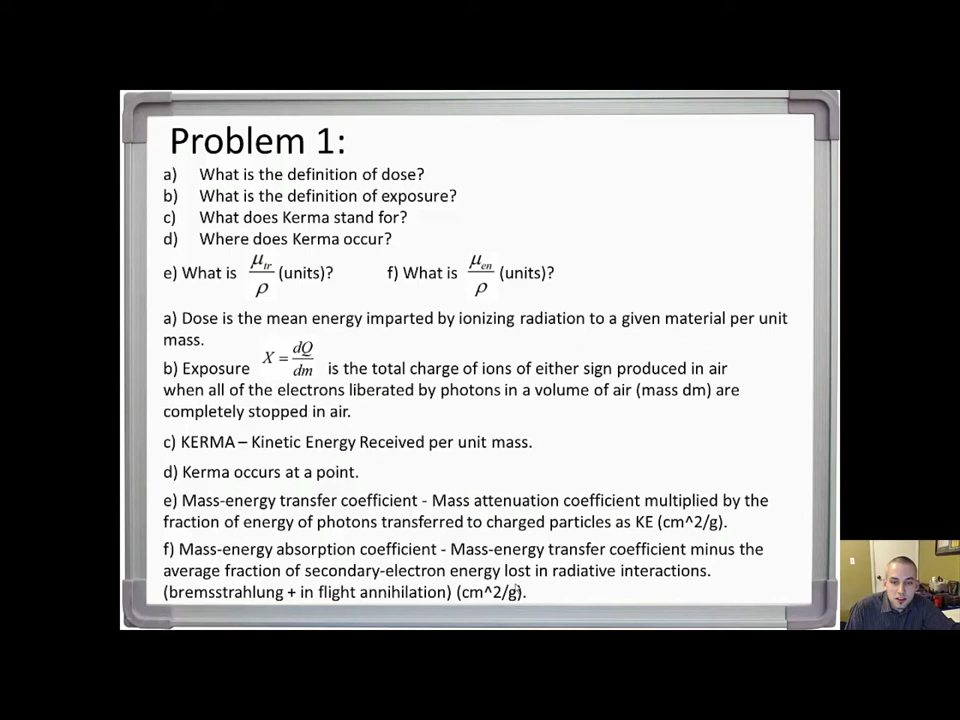 Problem 1:
a) What is the definition of dose?
b) What is the definition of exposure?
c) What does Kerma stand for?
d) Where does Kerma occur?
e) What is μtr/ρ (units)? f) What is μen/ρ (units)?
a) Dose is the mean energy imparted by ionizing radiation to a given material per unit
mass.
b) Exposure X = dQ/dm is the total charge of ions of either sign produced in air
when all of the electrons liberated by photons in a volume of air (mass dm) are
completely stopped in air.
c) KERMA – Kinetic Energy Received per unit mass.
d) Kerma occurs at a point.
e) Mass-energy transfer coefficient - Mass attenuation coefficient multiplied by the
fraction of energy of photons transferred to charged particles as KE (cm^2/g).
f) Mass-energy absorption coefficient - Mass-energy transfer coefficient minus the
average fraction of secondary-electron energy lost in radiative interactions.
(bremsstrahlung + in flight annihilation) (cm^2/g).